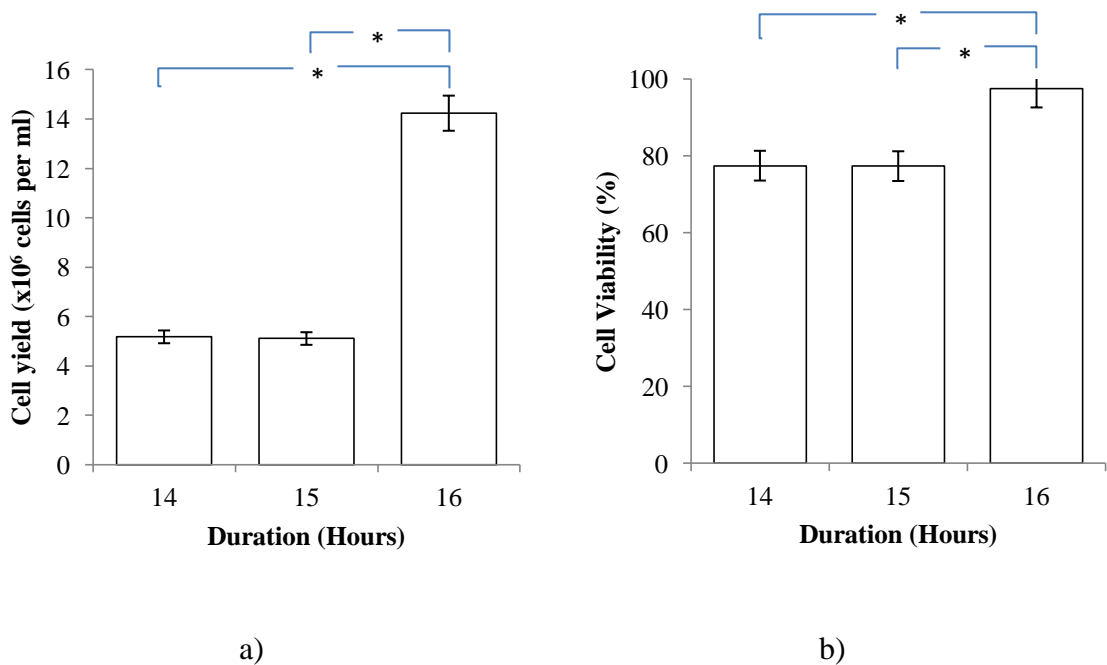 *
*
Cell yield (x10⁶ cells per ml)
16
14
12
10
8
6
4
2
0
14 15 16
Duration (Hours)
a)
*
*
Cell Viability (%)
100
80
60
40
20
0
14 15 16
Duration (Hours)
b)